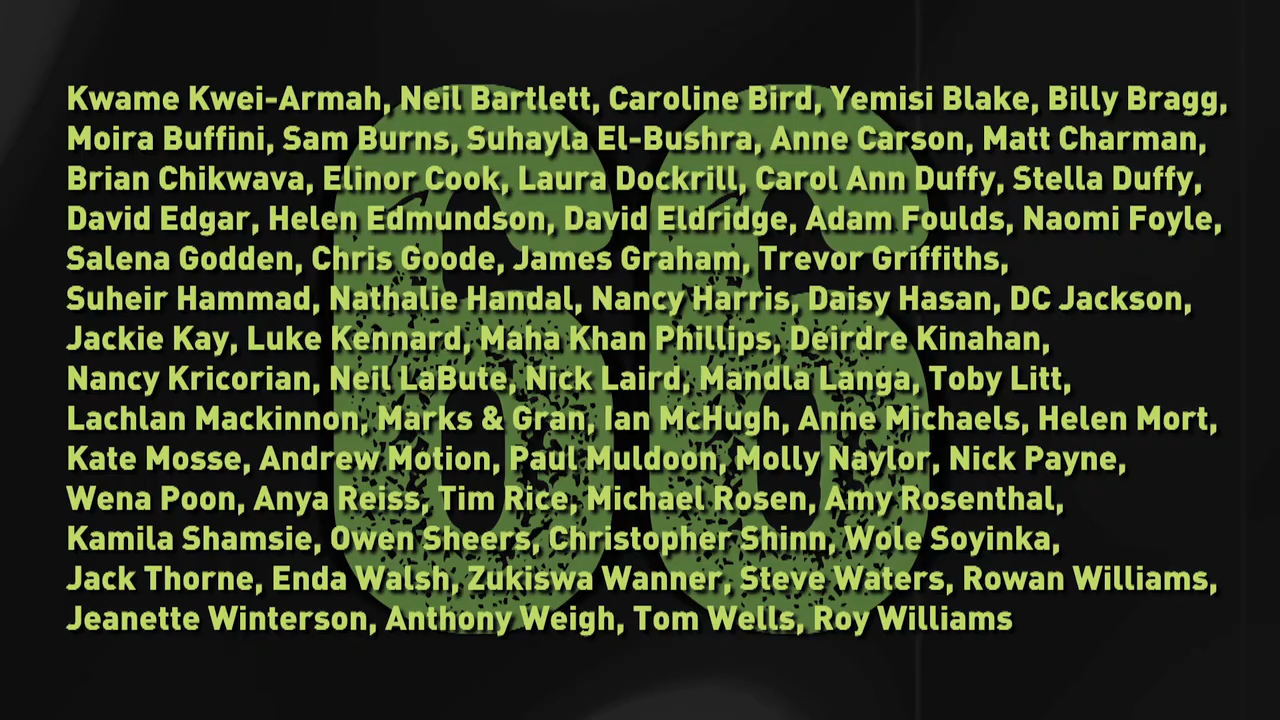 Kwame Kwei-Armah, Neil Bartlett, Caroline Bird, Yemisi Blake, Billy Bragg,
Moira Buffini, Sam Burns, Suhayla El-Bushra, Anne Carson, Matt Charman,
Brian Chikwava, Elinor Cook, Laura Dockrill, Carol Ann Duffy, Stella Duffy,
David Edgar, Helen Edmundson, David Eldridge, Adam Foulds, Naomi Foyle,
Salena Godden, Chris Goode, James Graham, Trevor Griffiths,
Suheir Hammad, Nathalie Handal, Nancy Harris, Daisy Hasan, DC Jackson,
Jackie Kay, Luke Kennard, Maha Khan Phillips, Deirdre Kinahan,
Nancy Kricorian, Neil LaBute, Nick Laird, Mandla Langa, Toby Litt,
Lachlan Mackinnon, Marks & Gran, Ian McHugh, Anne Michaels, Helen Mort,
Kate Mosse, Andrew Motion, Paul Muldoon, Molly Naylor, Nick Payne,
Wena Poon, Anya Reiss, Tim Rice, Michael Rosen, Amy Rosenthal,
Kamila Shamsie, Owen Sheers, Christopher Shinn, Wole Soyinka,
Jack Thorne, Enda Walsh, Zukiswa Wanner, Steve Waters, Rowan Williams,
Jeanette Winterson, Anthony Weigh, Tom Wells, Roy Williams
66